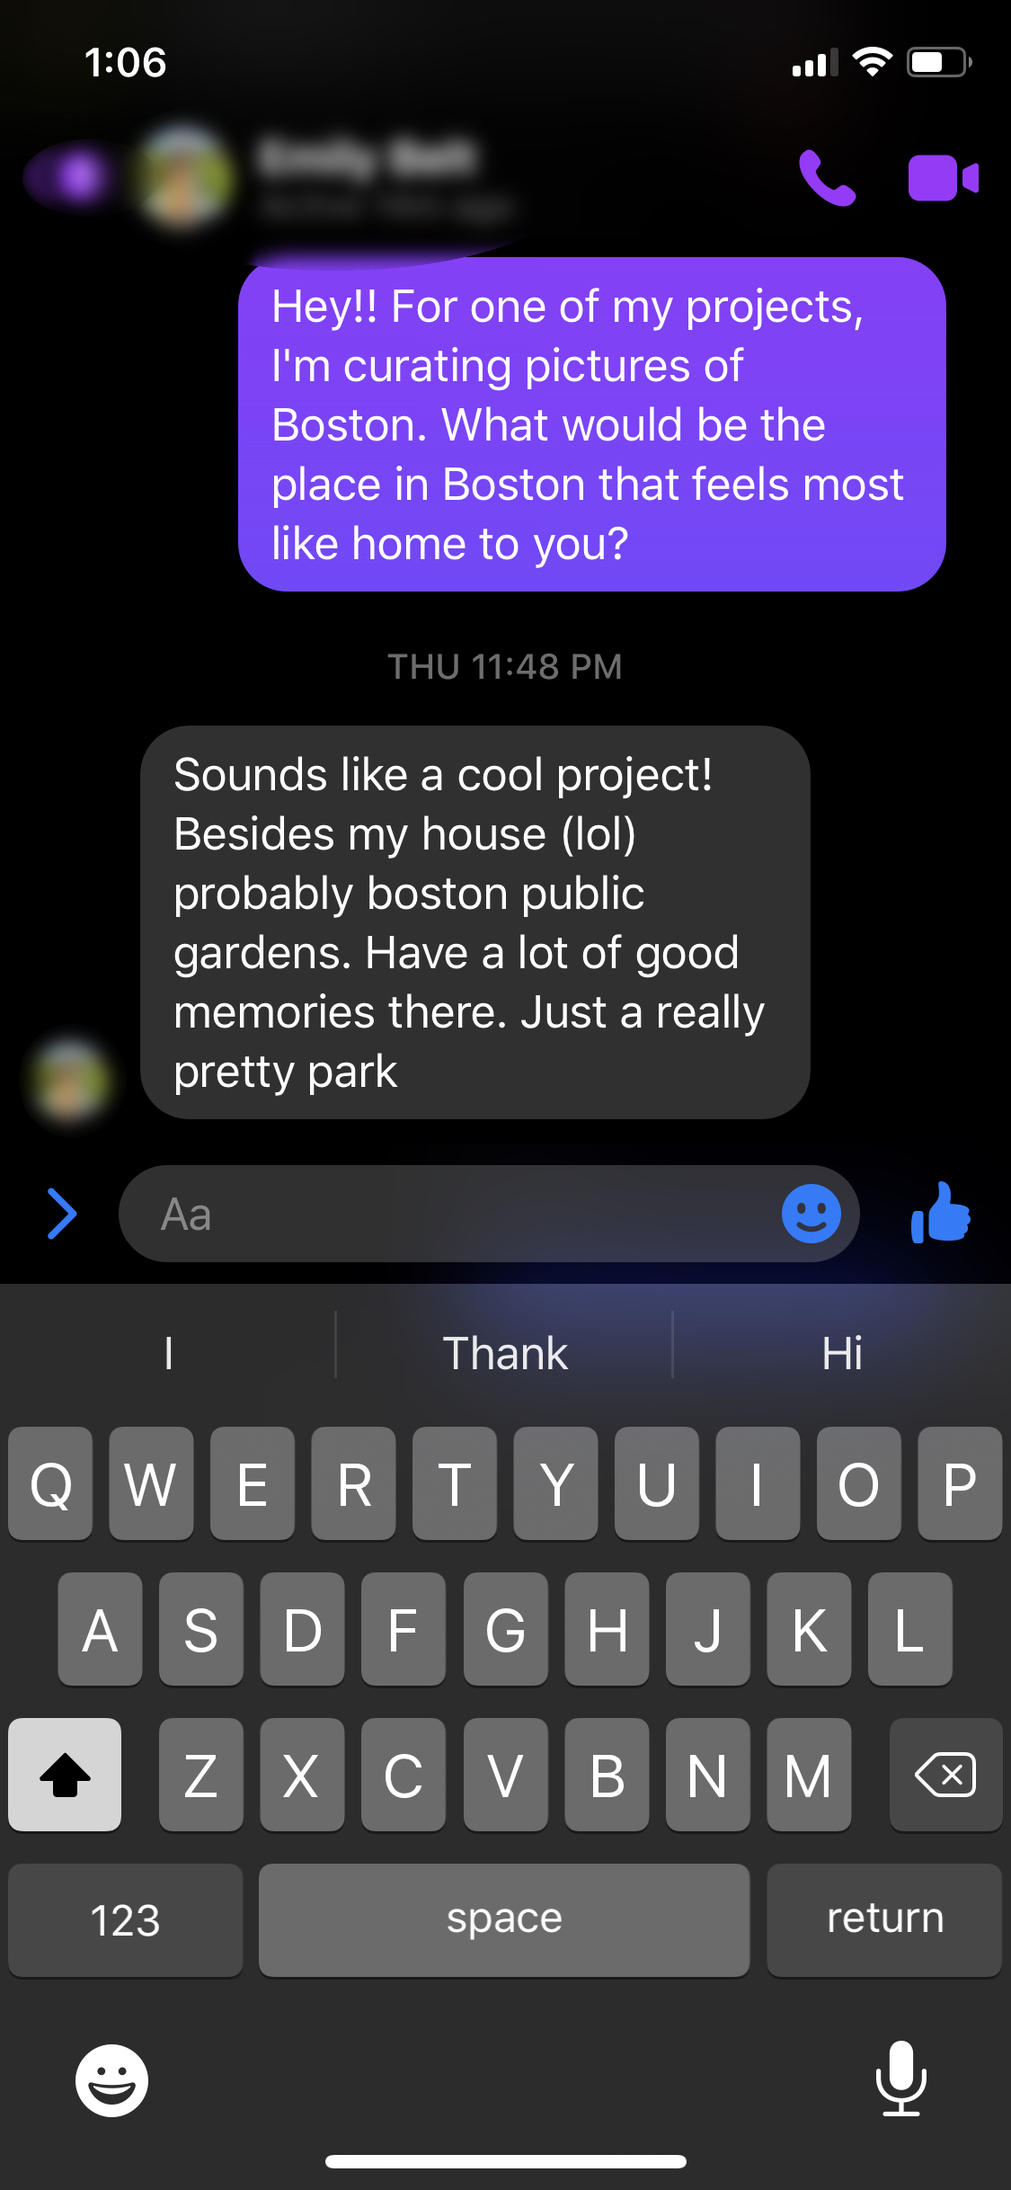 1:06
Hey!! For one of my projects,
I'm curating pictures of
Boston. What would be the
place in Boston that feels most
like home to you?
THU 11:48 PM
Sounds like a cool project!
Besides my house (lol)
probably boston public
gardens. Have a lot of good
memories there. Just a really
pretty park
Aa
I Thank Hi
Q W E R T Y U I O P
A S D F G H J K L
Z X C V B N M
123 space return